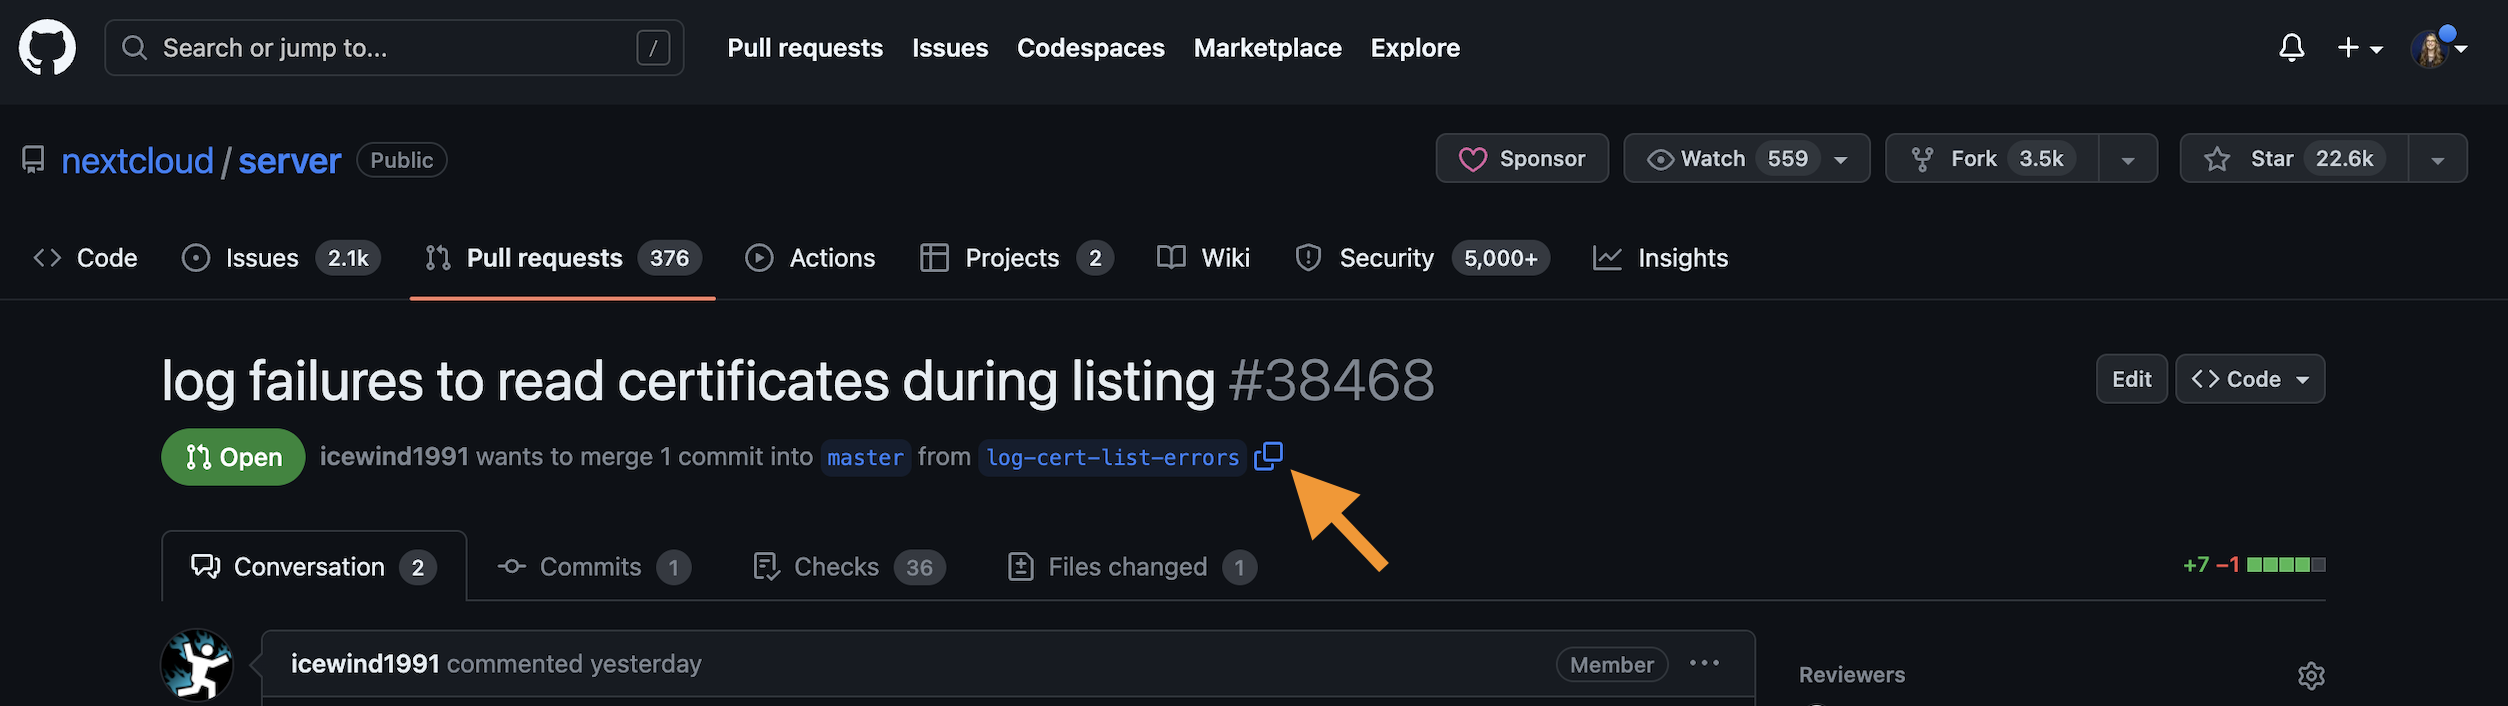 Search or jump to... / Pull requests Issues Codespaces Marketplace Explore
nextcloud / server Public Sponsor Watch 559 Fork 3.5k Star 22.6k
Code Issues 2.1k Pull requests 376 Actions Projects 2 Wiki Security 5,000+ Insights
log failures to read certificates during listing #38468 Edit Code
Open icewind1991 wants to merge 1 commit into master from log-cert-list-errors
Conversation 2 Commits 1 Checks 36 Files changed 1 +7 −1
icewind1991 commented yesterday Member ··· Reviewers